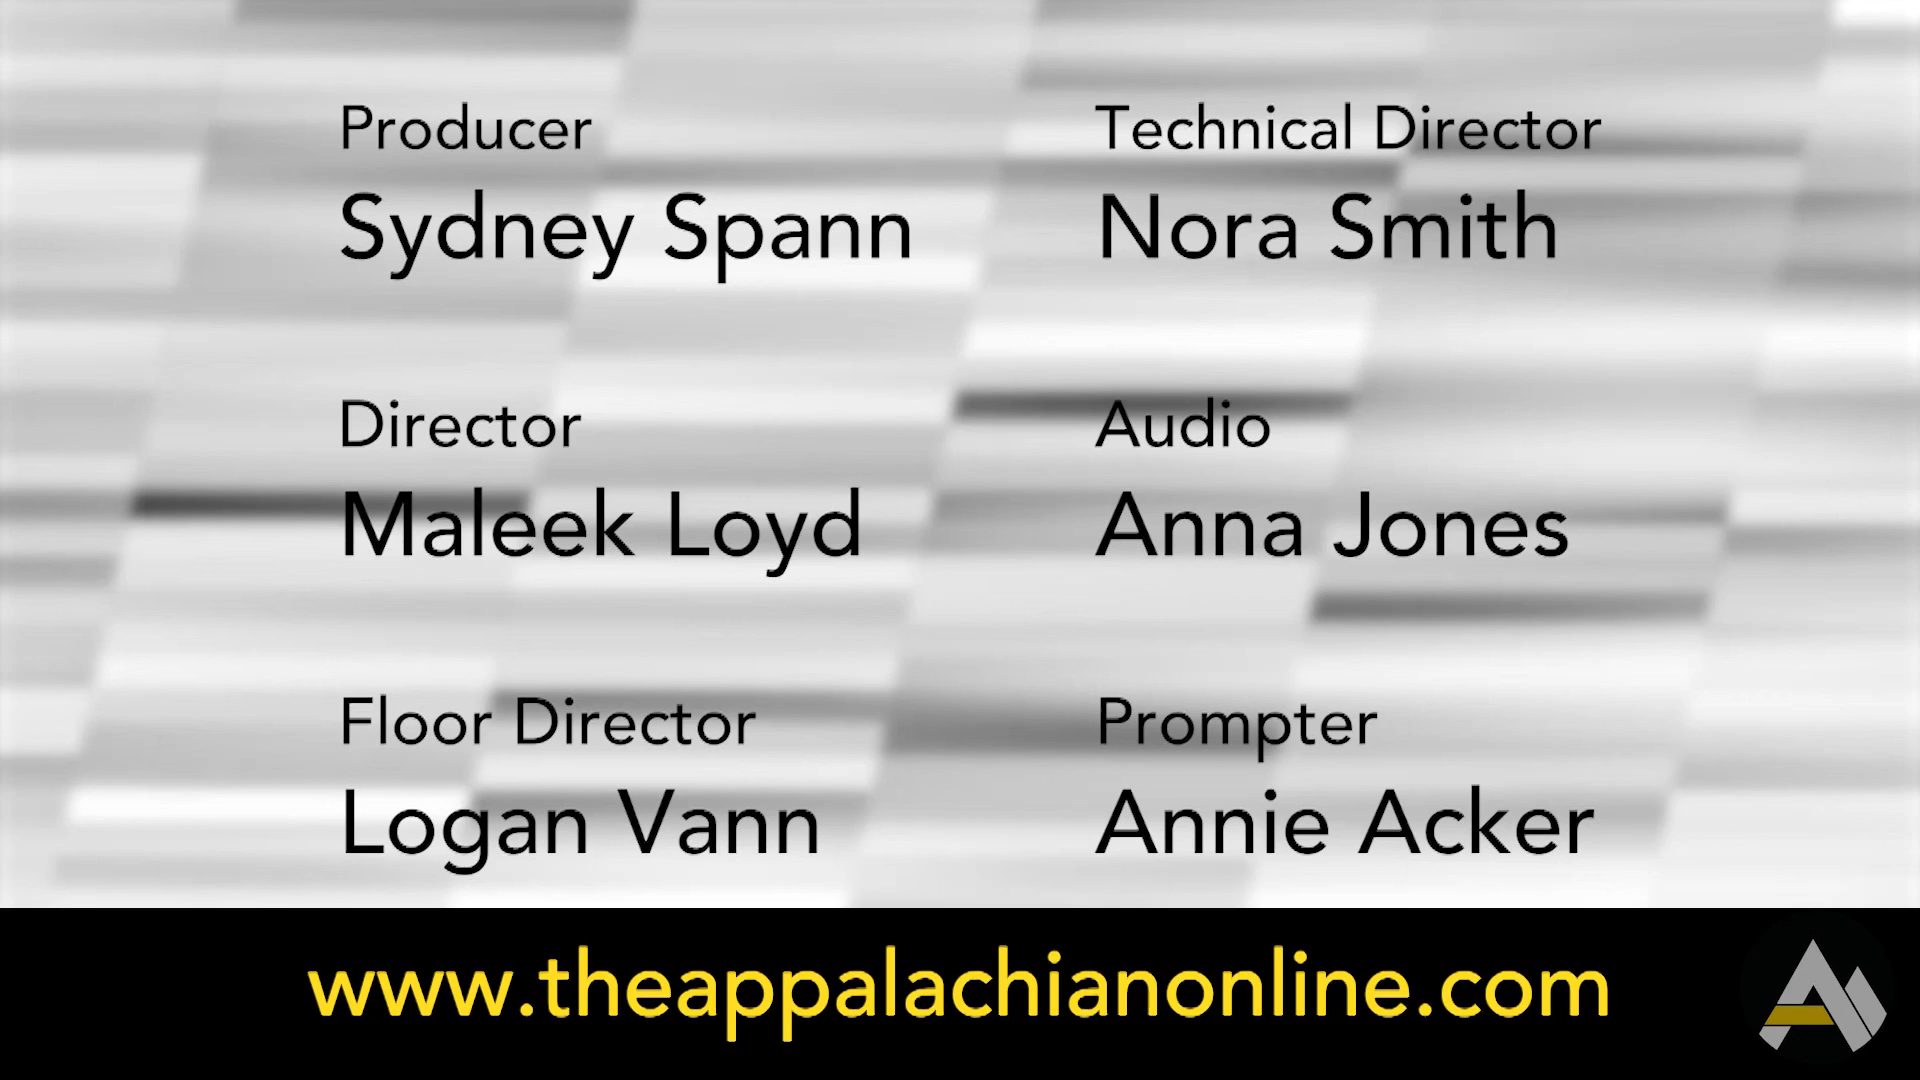 Producer
Sydney Spann
Director
Maleek Loyd
Floor Director
Logan Vann
Technical Director
Nora Smith
Audio
Anna Jones
Prompter
Annie Acker
www.theappalachianonline.com